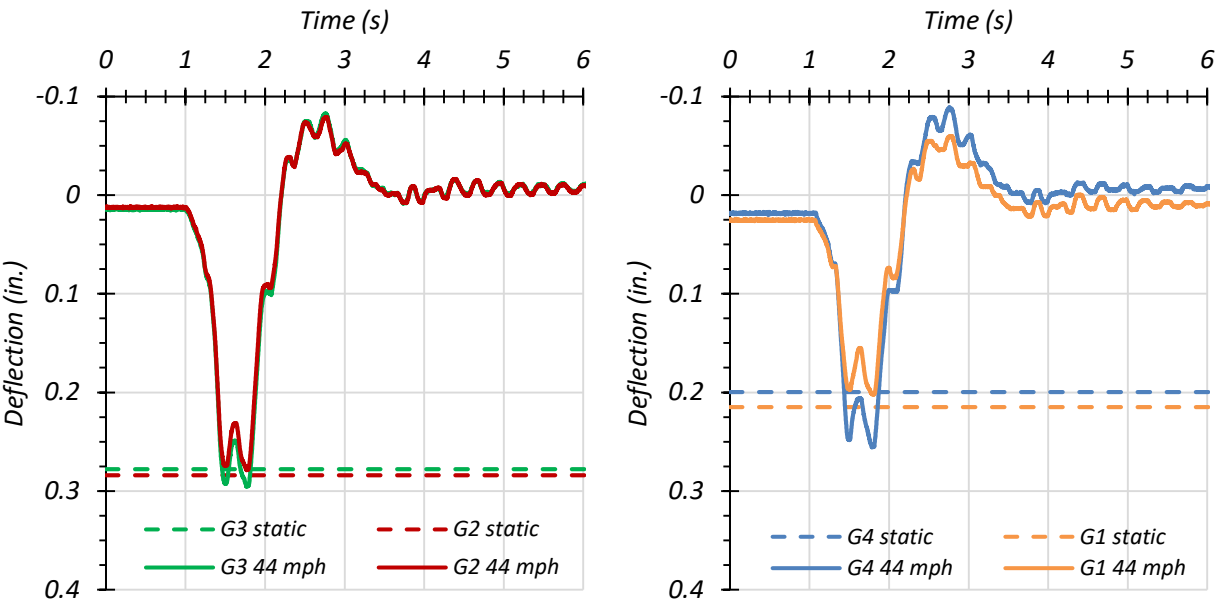 Time (s)
0 1 2 3 4 5 6
-0.1
0
0.1
0.2
0.3
0.4
Deflection (in.)
G3 static G2 static
G3 44 mph G2 44 mph
Time (s)
0 1 2 3 4 5 6
-0.1
0
0.1
0.2
0.3
0.4
Deflection (in.)
G4 static G1 static
G4 44 mph G1 44 mph